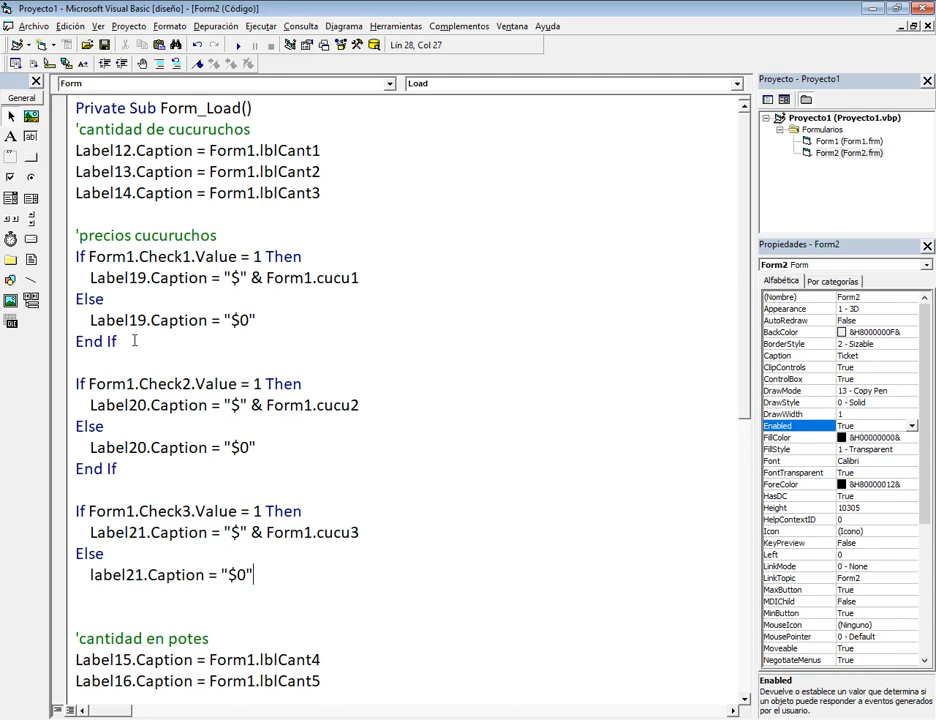 Proyecto1 - Microsoft Visual Basic [diseño] - [Form2 (Código)]
Archivo Edición Ver Proyecto Formato Depuración Ejecutar Consulta Diagrama Herramientas Complementos Ventana Ayuda
Lín 28, Col 27
General
Form
Load
Private Sub Form_Load()
'cantidad de cucuruchos
Label12.Caption = Form1.lblCant1
Label13.Caption = Form1.lblCant2
Label14.Caption = Form1.lblCant3
'precios cucuruchos
If Form1.Check1.Value = 1 Then
Label19.Caption = "$" & Form1.cucu1
Else
Label19.Caption = "$0"
End If
If Form1.Check2.Value = 1 Then
Label20.Caption = "$" & Form1.cucu2
Else
Label20.Caption = "$0"
End If
If Form1.Check3.Value = 1 Then
Label21.Caption = "$" & Form1.cucu3
Else
label21.Caption = "$0"
'cantidad en potes
Label15.Caption = Form1.lblCant4
Label16.Caption = Form1.lblCant5
Proyecto - Proyecto1
Proyecto1 (Proyecto1.vbp)
Formularios
Form1 (Form1.frm)
Form2 (Form2.frm)
Propiedades - Form2
Form2 Form
Alfabética Por categorías
(Nombre) Form2
Appearance 1 - 3D
AutoRedraw False
BackColor &H8000000F&
BorderStyle 2 - Sizable
Caption Ticket
ClipControls True
ControlBox True
DrawMode 13 - Copy Pen
DrawStyle 0 - Solid
DrawWidth 1
Enabled True
FillColor &H00000000&
FillStyle 1 - Transparent
Font Calibri
FontTransparent True
ForeColor &H80000012&
HasDC True
Height 10305
HelpContextID 0
Icon (Icono)
KeyPreview False
Left 0
LinkMode 0 - None
LinkTopic Form2
MaxButton True
MDIChild False
MinButton True
MouseIcon (Ninguno)
MousePointer 0 - Default
Moveable True
NegotiateMenus True
Enabled
Devuelve o establece un valor que determina si
un objeto puede responder a eventos generados
por el usuario.